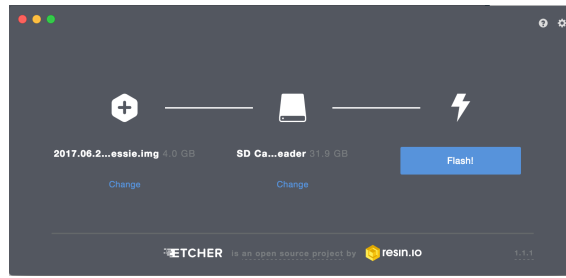 2017.06.2...essie.img 4.0 GB
SD Ca...eader 31.9 GB
Flash!
Change
Change
ETCHER is an open source project by resin.io
1.1.1